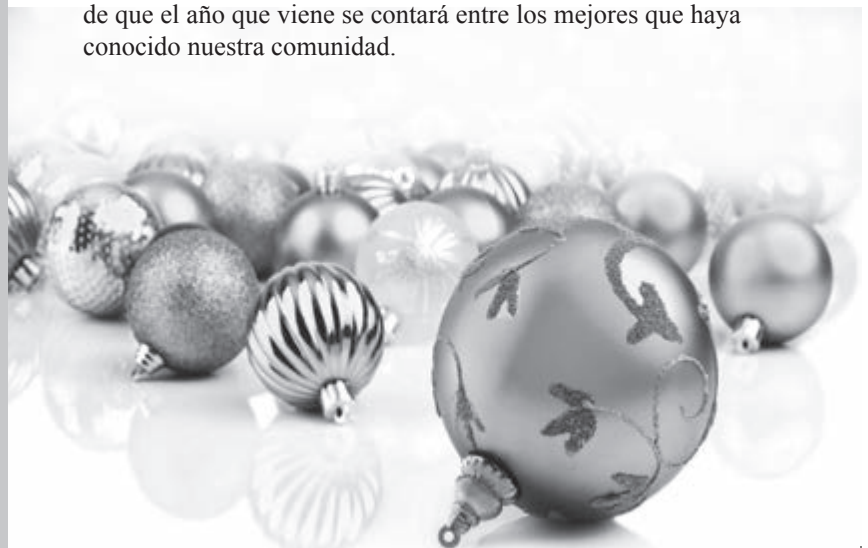 de que el año que viene se contará entre los mejores que haya
conocido nuestra comunidad.